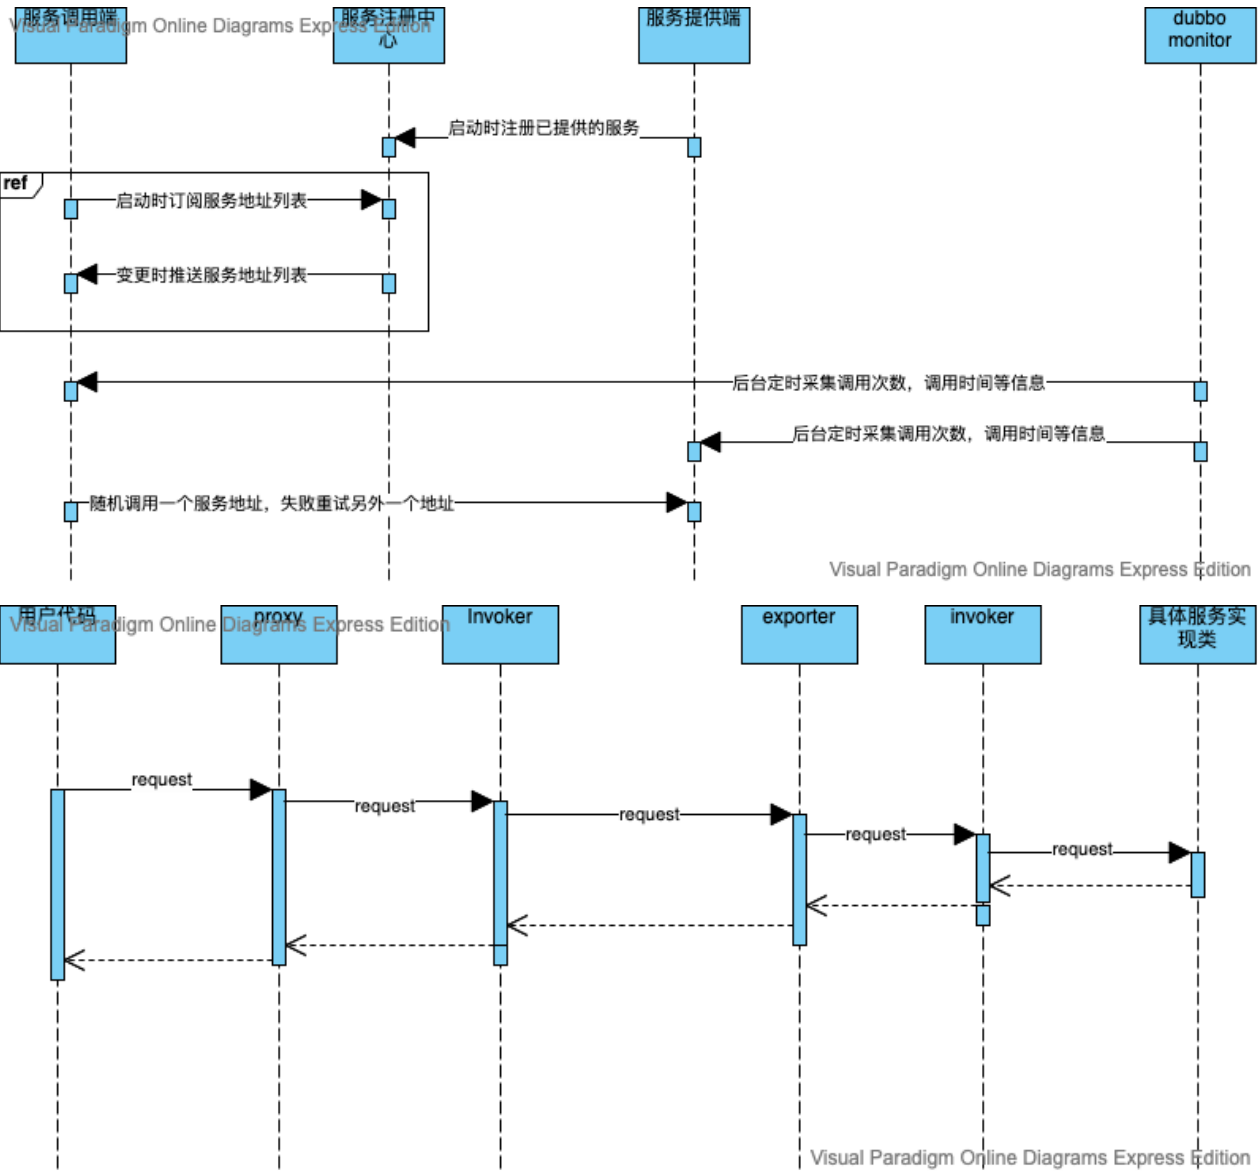 服务调用端
服务注册中
心
服务提供端
dubbo
monitor
Visual Paradigm Online Diagrams Express Edition
启动时注册已提供的服务
ref
启动时订阅服务地址列表
变更时推送服务地址列表
后台定时采集调用次数，调用时间等信息
后台定时采集调用次数，调用时间等信息
随机调用一个服务地址，失败重试另外一个地址
Visual Paradigm Online Diagrams Express Edition
用户代码
proxy
Invoker
exporter
invoker
具体服务实
现类
Visual Paradigm Online Diagrams Express Edition
request
request
request
request
request
Visual Paradigm Online Diagrams Express Edition